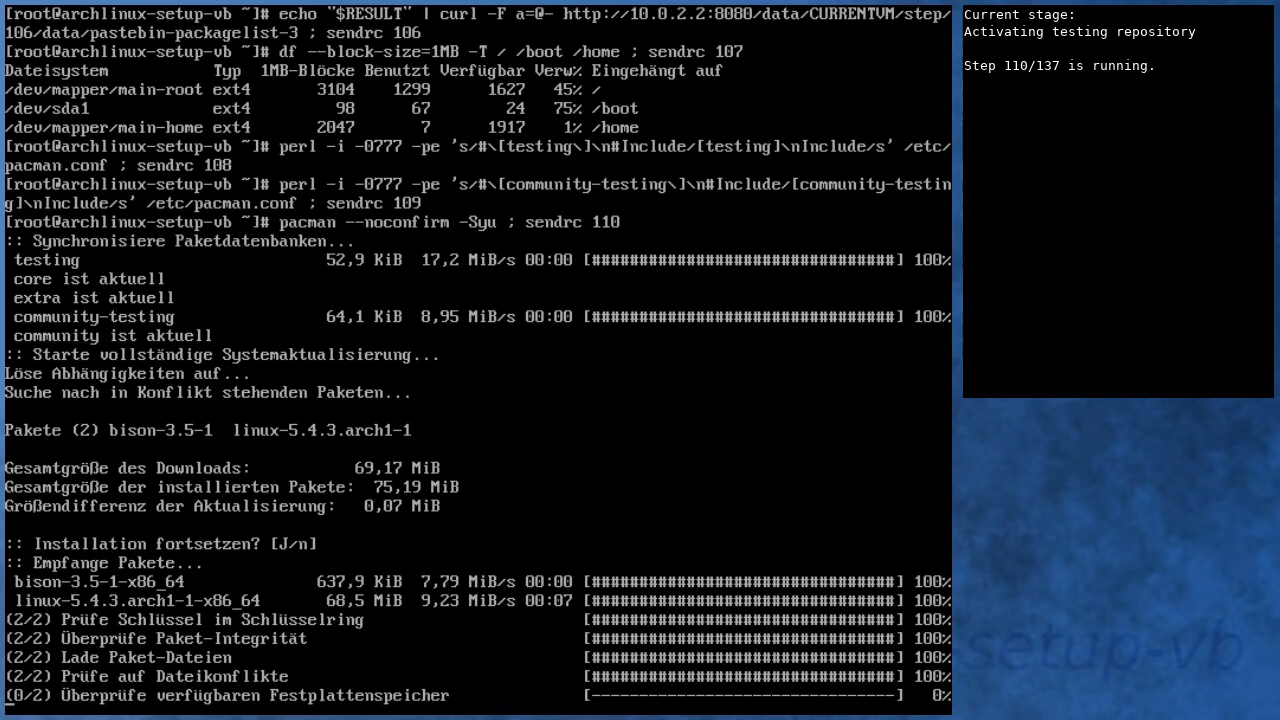 [root@archlinux-setup-vb ~]# echo "$RESULT" | curl -F a=@- http://10.0.2.2:8080/data/CURRENTVM/step/
106/data/pastebin-packagelist-3 ; sendrc 106
[root@archlinux-setup-vb ~]# df --block-size=1MB -T / /boot /home ; sendrc 107
Dateisystem           Typ  1MB-Blöcke Benutzt Verfügbar Verw% Eingehängt auf
/dev/mapper/main-root ext4       3104    1299      1627   45% /
/dev/sda1             ext4         98      67        24   75% /boot
/dev/mapper/main-home ext4       2047       7      1917    1% /home
[root@archlinux-setup-vb ~]# perl -i -0777 -pe 's/#\[testing\]\n#Include/[testing]\nInclude/s' /etc/
pacman.conf ; sendrc 108
[root@archlinux-setup-vb ~]# perl -i -0777 -pe 's/#\[community-testing\]\n#Include/[community-testin
g]\nInclude/s' /etc/pacman.conf ; sendrc 109
[root@archlinux-setup-vb ~]# pacman --noconfirm -Syu ; sendrc 110
:: Synchronisiere Paketdatenbanken...
 testing                          52,9 KiB  17,2 MiB/s 00:00 [################################] 100%
 core ist aktuell
 extra ist aktuell
 community-testing                64,1 KiB  8,95 MiB/s 00:00 [################################] 100%
 community ist aktuell
:: Starte vollständige Systemaktualisierung...
Löse Abhängigkeiten auf...
Suche nach in Konflikt stehenden Paketen...
Pakete (2) bison-3.5-1  linux-5.4.3.arch1-1
Gesamtgröße des Downloads:           69,17 MiB
Gesamtgröße der installierten Pakete:  75,19 MiB
Größendifferenz der Aktualisierung:   0,07 MiB
:: Installation fortsetzen? [J/n]
:: Empfange Pakete...
 bison-3.5-1-x86_64              637,9 KiB  7,79 MiB/s 00:00 [################################] 100%
 linux-5.4.3.arch1-1-x86_64       68,5 MiB  9,23 MiB/s 00:07 [################################] 100%
(2/2) Prüfe Schlüssel im Schlüsselring                       [################################] 100%
(2/2) Überprüfe Paket-Integrität                             [################################] 100%
(2/2) Lade Paket-Dateien                                     [################################] 100%
(2/2) Prüfe auf Dateikonflikte                               [################################] 100%
(0/2) Überprüfe verfügbaren Festplattenspeicher              [--------------------------------]   0%
Current stage:
Activating testing repository
Step 110/137 is running.
setup-vb